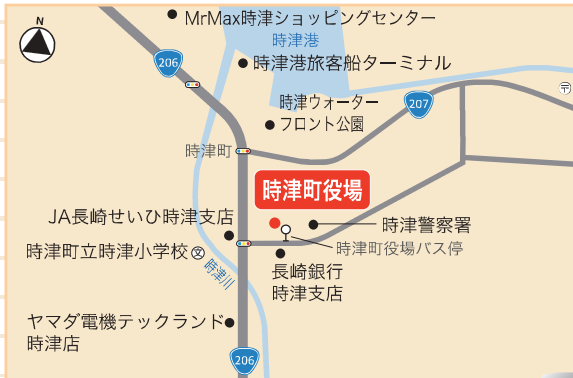 N
MrMax時津ショッピングセンター
時津港
206
時津港旅客船ターミナル
207
時津ウォーター
フロント公園
時津町
時津町役場
JA長崎せいひ時津支店
時津警察署
時津町役場バス停
時津町立時津小学校
文
時津川
長崎銀行
時津支店
ヤマダ電機テックランド
時津店
206